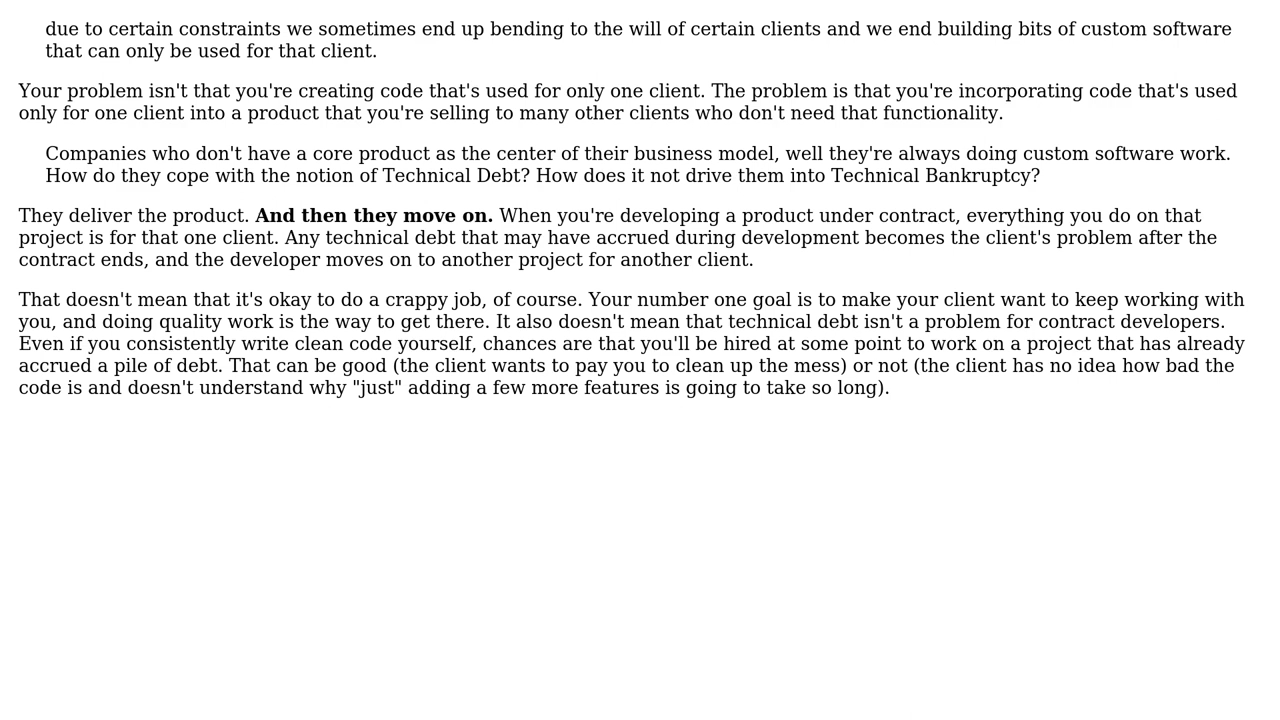 due to certain constraints we sometimes end up bending to the will of certain clients and we end building bits of custom software
that can only be used for that client.
Your problem isn't that you're creating code that's used for only one client. The problem is that you're incorporating code that's used
only for one client into a product that you're selling to many other clients who don't need that functionality.
Companies who don't have a core product as the center of their business model, well they're always doing custom software work.
How do they cope with the notion of Technical Debt? How does it not drive them into Technical Bankruptcy?
They deliver the product. And then they move on. When you're developing a product under contract, everything you do on that
project is for that one client. Any technical debt that may have accrued during development becomes the client's problem after the
contract ends, and the developer moves on to another project for another client.
That doesn't mean that it's okay to do a crappy job, of course. Your number one goal is to make your client want to keep working with
you, and doing quality work is the way to get there. It also doesn't mean that technical debt isn't a problem for contract developers.
Even if you consistently write clean code yourself, chances are that you'll be hired at some point to work on a project that has already
accrued a pile of debt. That can be good (the client wants to pay you to clean up the mess) or not (the client has no idea how bad the
code is and doesn't understand why "just" adding a few more features is going to take so long).